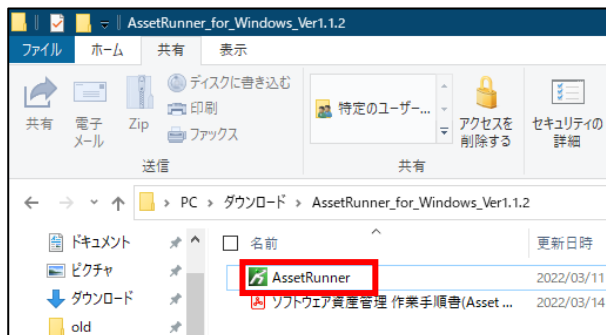 AssetRunner_for_Windows_Ver1.1.2
ファイル ホーム 共有 表示
共有 電子メール Zip ディスクに書き込む 印刷 ファックス 特定のユーザー... アクセスを削除する セキュリティの詳細
送信 共有
PC > ダウンロード > AssetRunner_for_Windows_Ver1.1.2
ドキュメント 名前 更新日時
ピクチャ AssetRunner 2022/03/11
ダウンロード ソフトウェア資産管理 作業手順書(Asset ... 2022/03/14
old